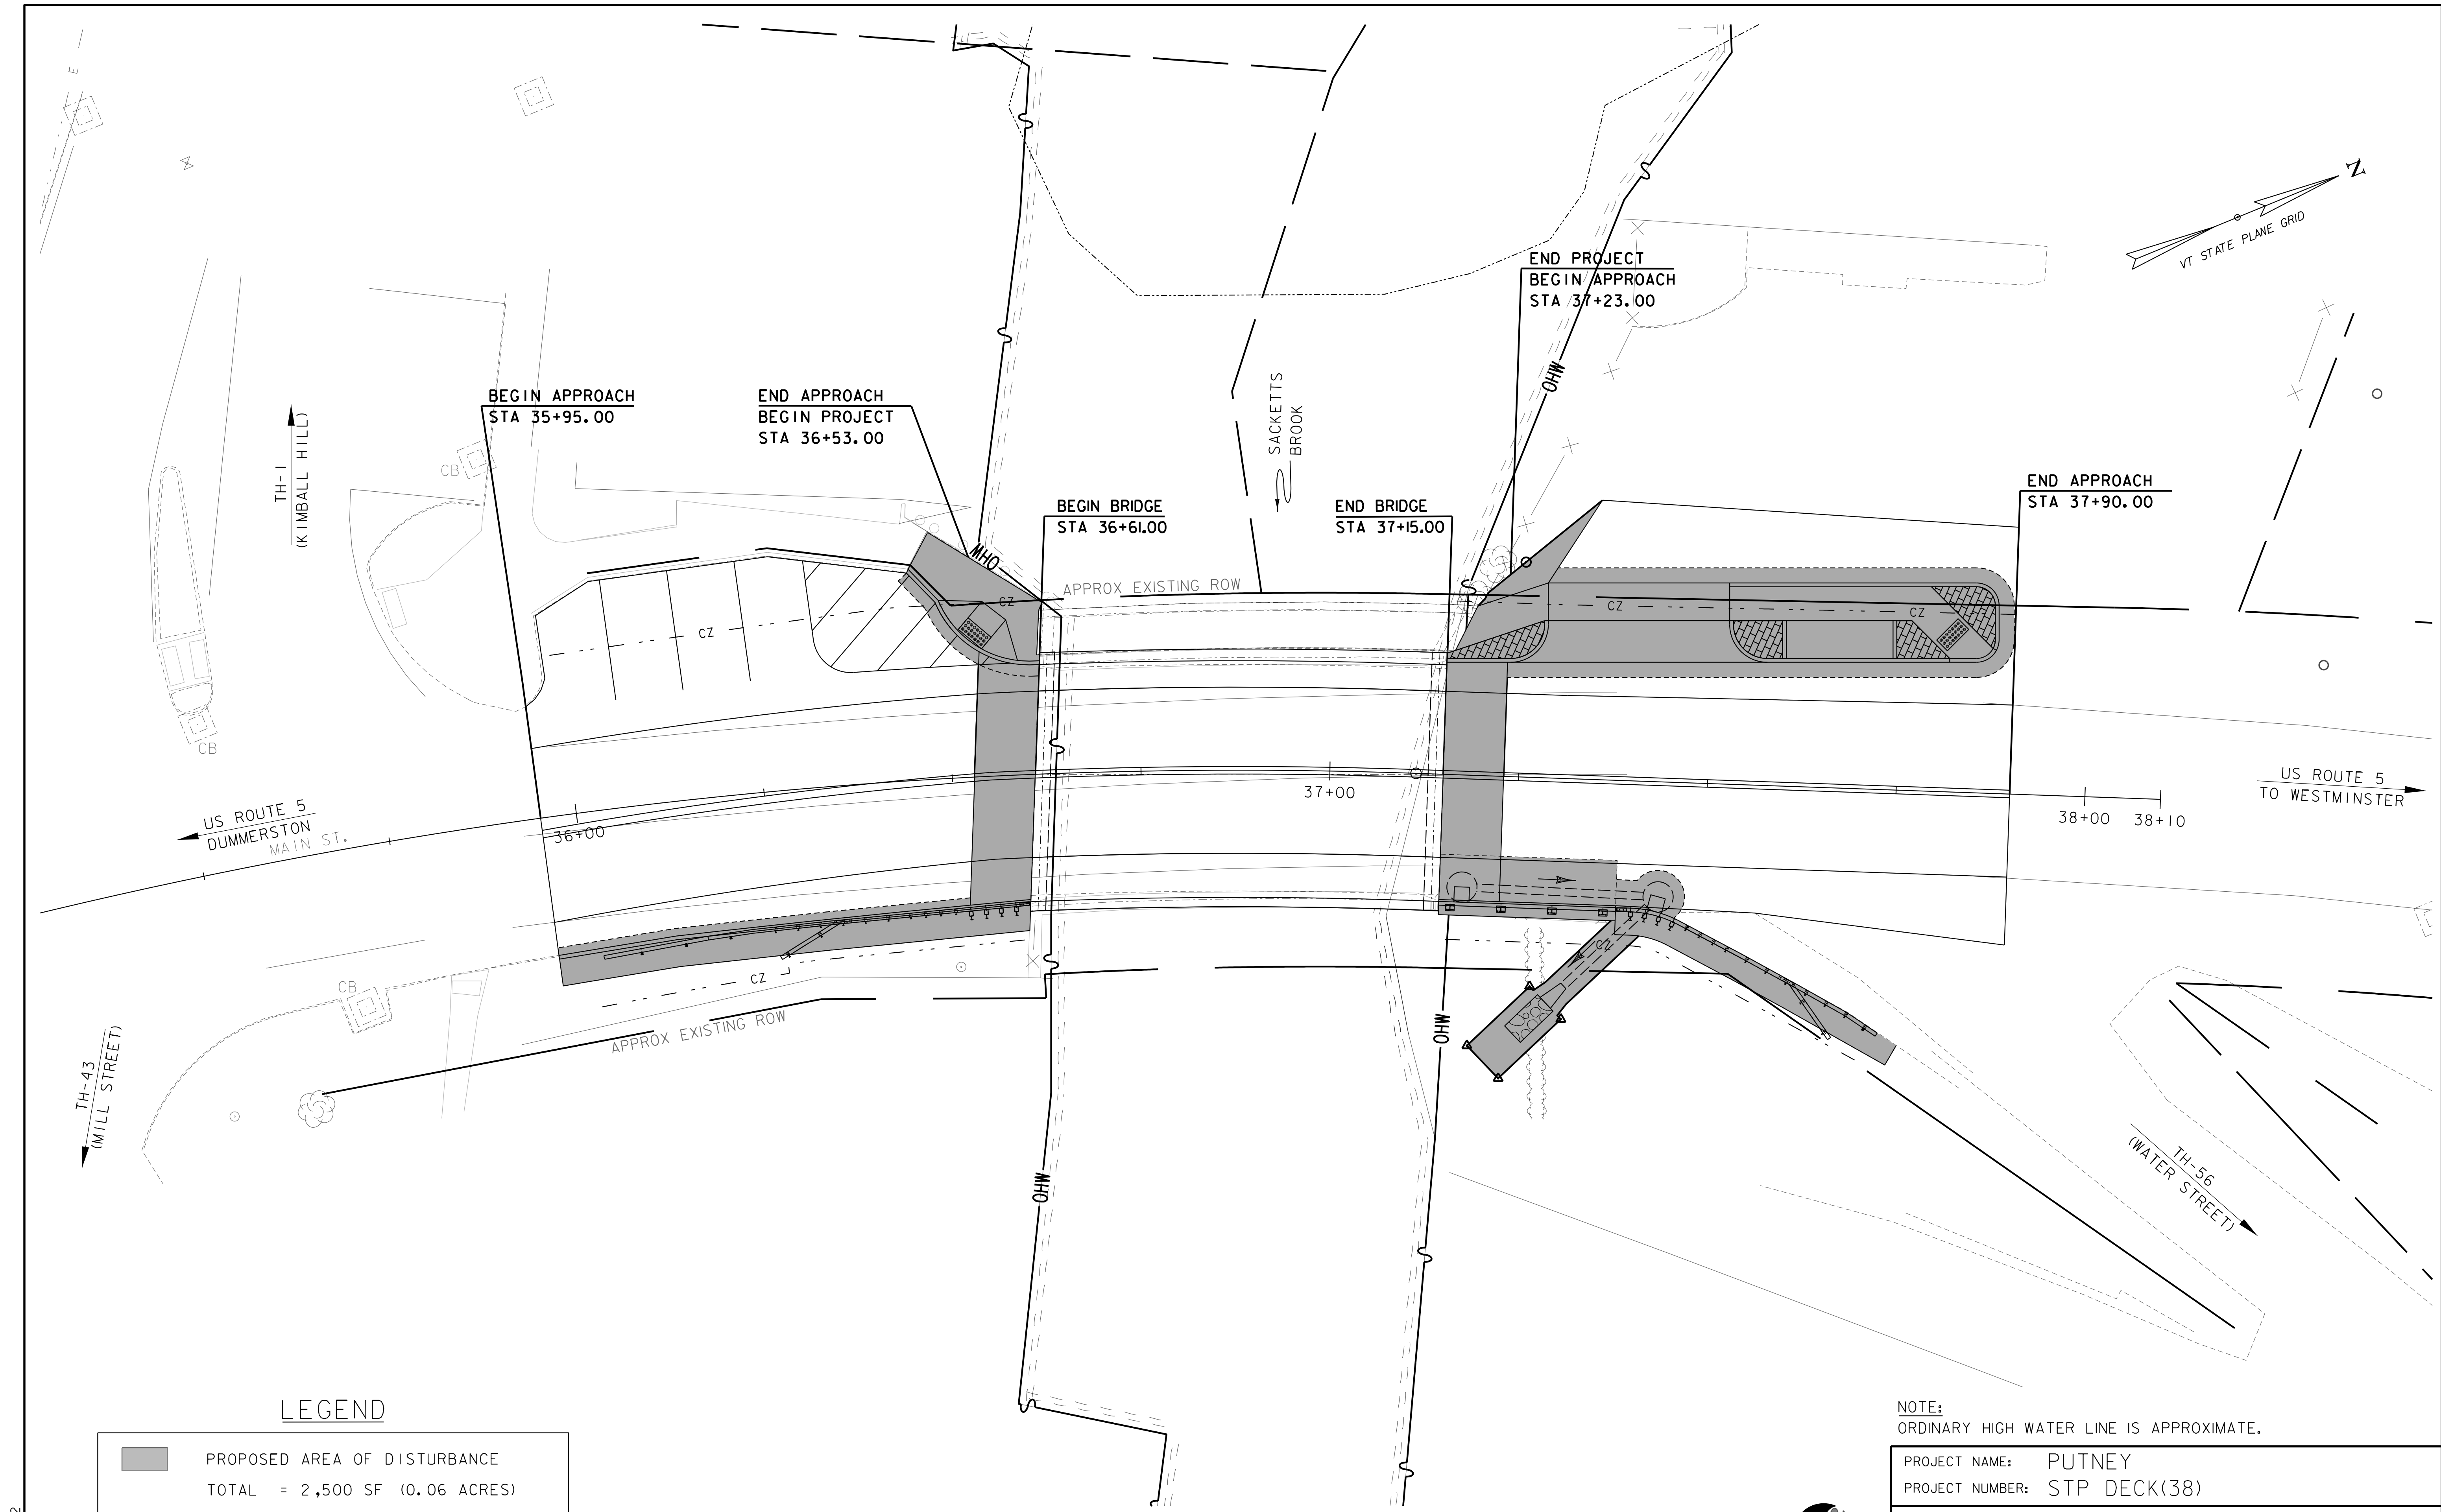 E
N
VT STATE PLANE GRID
END PROJECT
BEGIN APPROACH
STA 37+23.00
BEGIN APPROACH
STA 35+95.00
END APPROACH
BEGIN PROJECT
STA 36+53.00
SACKETTS
BROOK
OHW
TH-1
(KIMBALL HILL)
CB
BEGIN BRIDGE
STA 36+61.00
END BRIDGE
STA 37+15.00
END APPROACH
STA 37+90.00
OHW
APPROX EXISTING ROW
CZ
CZ
CZ
CZ
CB
US ROUTE 5
DUMMERSTON
MAIN ST.
36+00
37+00
38+00
38+10
US ROUTE 5
TO WESTMINSTER
CZ
CZ
CB
APPROX EXISTING ROW
OHW
TH-43
(MILL STREET)
TH-56
(WATER STREET)
OHW
LEGEND
PROPOSED AREA OF DISTURBANCE
TOTAL = 2,500 SF (0.06 ACRES)
NOTE:
ORDINARY HIGH WATER LINE IS APPROXIMATE.
PROJECT NAME: PUTNEY
PROJECT NUMBER: STP DECK(38)